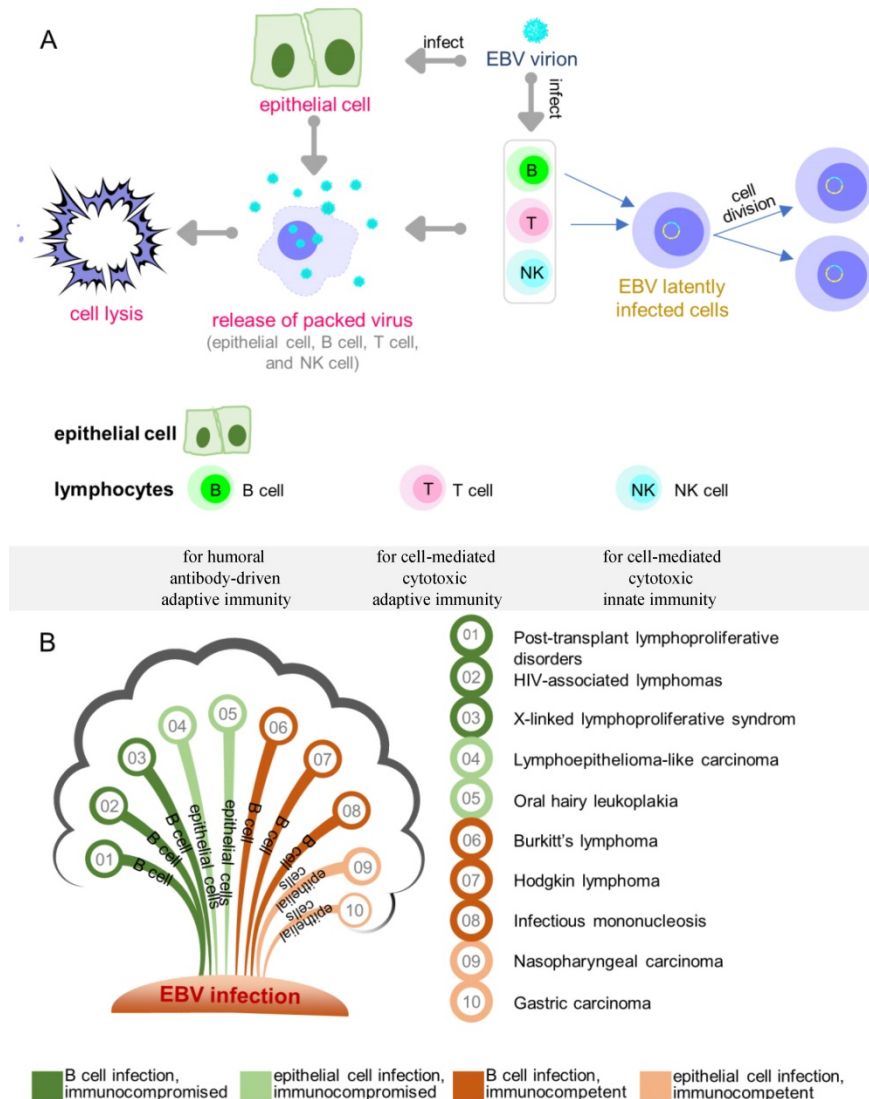 A
infect
EBV virion
infect
epithelial cell
B
T
NK
cell
division
cell lysis
release of packed virus
(epithelial cell, B cell, T cell,
and NK cell)
EBV latently
infected cells
epithelial cell
lymphocytes
B
B cell
T
T cell
NK
NK cell
for humoral
antibody-driven
adaptive immunity
for cell-mediated
cytotoxic
adaptive immunity
for cell-mediated
cytotoxic
innate immunity
B
01
B cell
02
B cell
03
B cell
04
epithelial cells
05
epithelial cells
06
B cell
07
B cell
08
B cell
09
epithelial
cells
10
epithelial
cells
EBV infection
01
Post-transplant lymphoproliferative
disorders
02
HIV-associated lymphomas
03
X-linked lymphoproliferative syndrom
04
Lymphoepithelioma-like carcinoma
05
Oral hairy leukoplakia
06
Burkitt's lymphoma
07
Hodgkin lymphoma
08
Infectious mononucleosis
09
Nasopharyngeal carcinoma
10
Gastric carcinoma
B cell infection,
immunocompromised
epithelial cell infection,
immunocompromised
B cell infection,
immunocompetent
epithelial cell infection,
immunocompetent